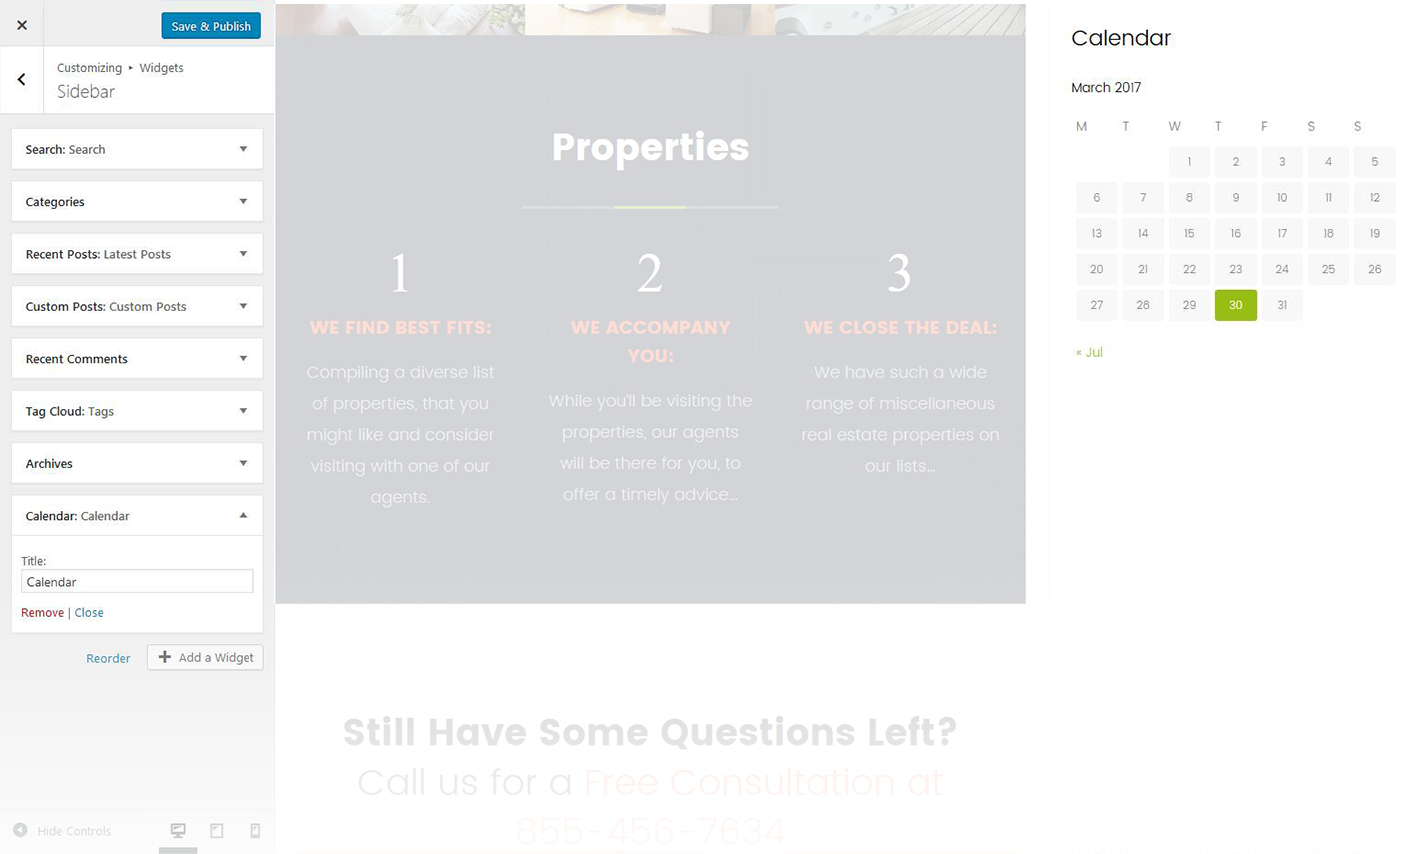 Save & Publish
Customizing ▸ Widgets
Sidebar
Search: Search
Categories
Recent Posts: Latest Posts
Custom Posts: Custom Posts
Recent Comments
Tag Cloud: Tags
Archives
Calendar: Calendar
Title:
Calendar
Remove | Close
Reorder
Add a Widget
Hide Controls
Properties
1
WE FIND BEST FITS:
Compiling a diverse list
of properties, that you
might like and consider
visiting with one of our
agents.
2
WE ACCOMPANY
YOU:
While you'll be visiting the
properties, our agents
will be there for you, to
offer a timely advice...
3
WE CLOSE THE DEAL:
We have such a wide
range of miscellaneous
real estate properties on
our lists...
Still Have Some Questions Left?
Call us for a Free Consultation at
855-456-7634
Calendar
March 2017
M T W T F S S
1 2 3 4 5
6 7 8 9 10 11 12
13 14 15 16 17 18 19
20 21 22 23 24 25 26
27 28 29 30 31
« Jul